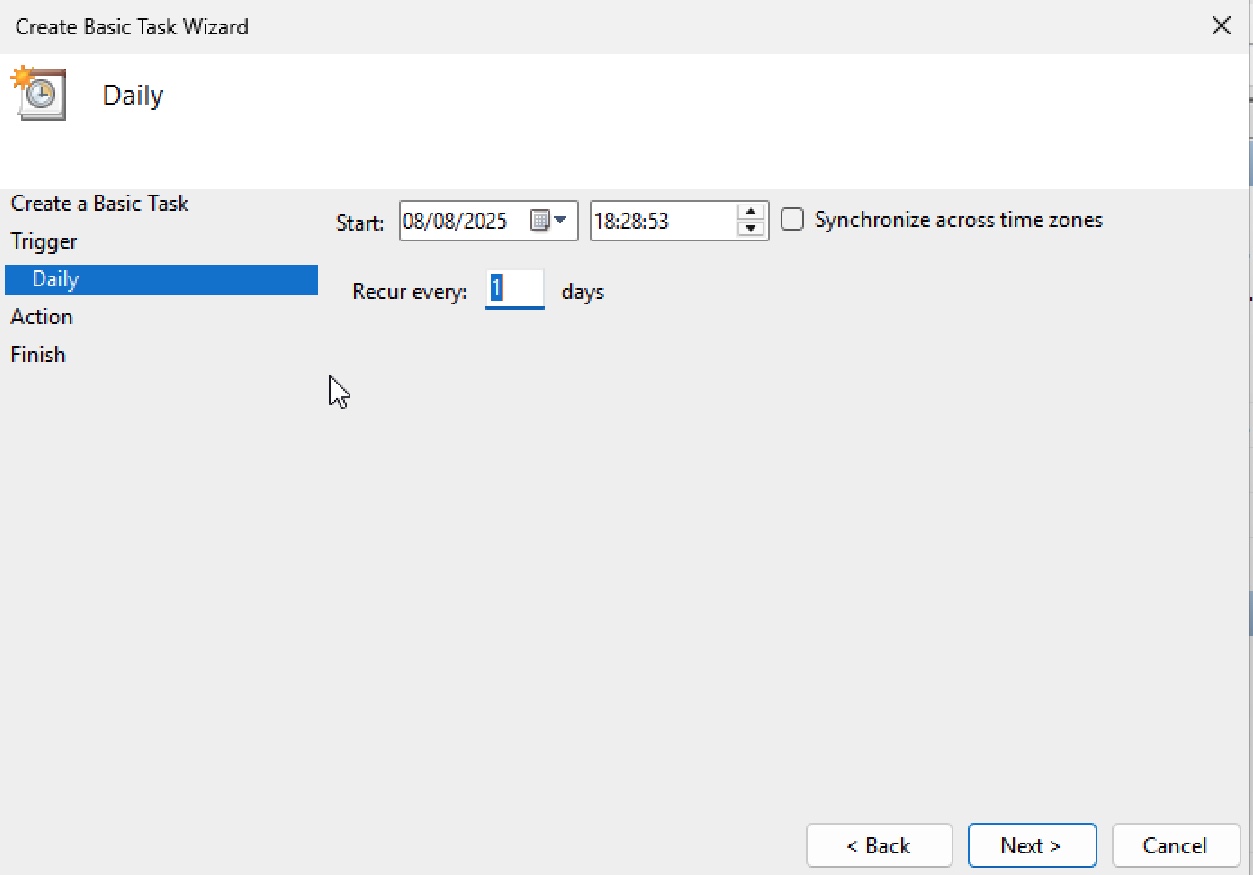 Create Basic Task Wizard
Daily
Create a Basic Task
Trigger
Daily
Action
Finish
Start: 08/08/2025 18:28:53 Synchronize across time zones
Recur every: 1 days
< Back Next > Cancel